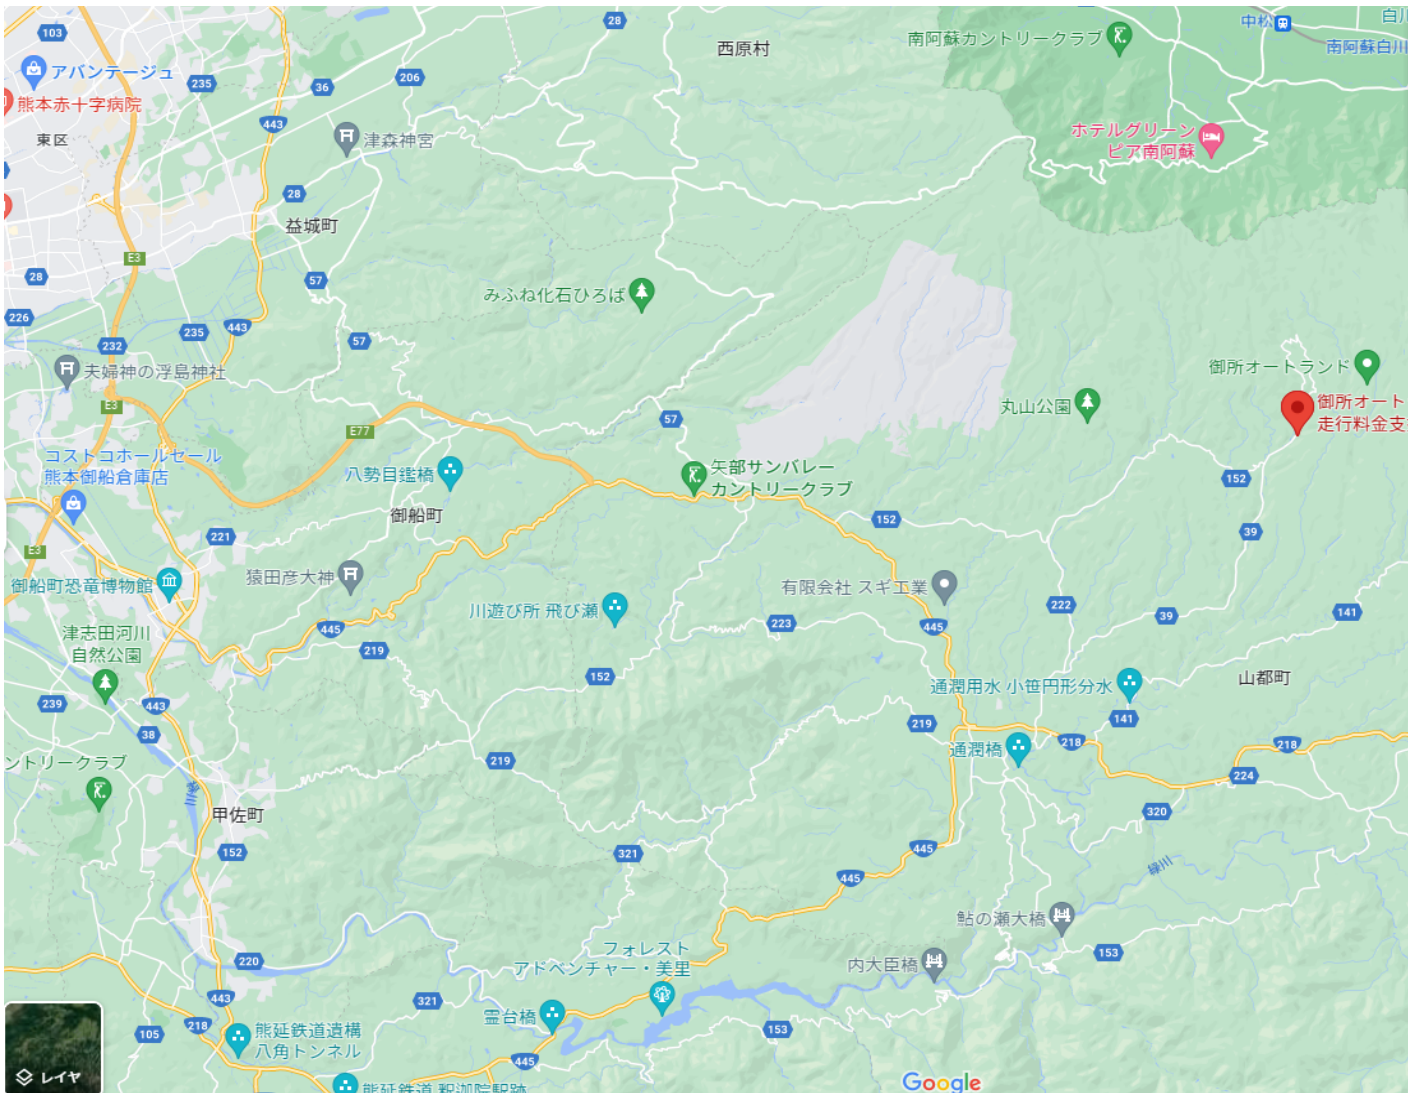 28
103
西原村
南阿蘇カントリークラブ
中松
白川
南阿蘇白川
アバンテージュ
235
36
206
熊本赤十字病院
443
東区
津森神宮
ホテルグリーン
ピア南阿蘇
28
益城町
E3
28
57
みふね化石ひろば
226
235
443
57
232
夫婦神の浮島神社
御所オートランド
E3
丸山公園
御所オート
走行料金支
57
E77
コストコホールセール
熊本御船倉庫店
八勢目鑑橋
矢部サンバレー
カントリークラブ
152
御船町
152
221
39
E3
猿田彦大神
御船町恐竜博物館
有限会社 スギ工業
川遊び所 飛び瀬
222
39
141
津志田河川
自然公園
445
223
445
219
152
通潤用水 小笹円形分水
山都町
239
443
38
219
141
通潤橋
218
218
219
224
ントリークラブ
甲佐町
320
152
321
445
445
緑川
鮎の瀬大橋
フォレスト
アドベンチャー・美里
内大臣橋
153
220
443
321
霊台橋
218
105
熊延鉄道遺構
八角トンネル
153
445
レイヤ
熊延鉄道 釈迦院駅跡
Google